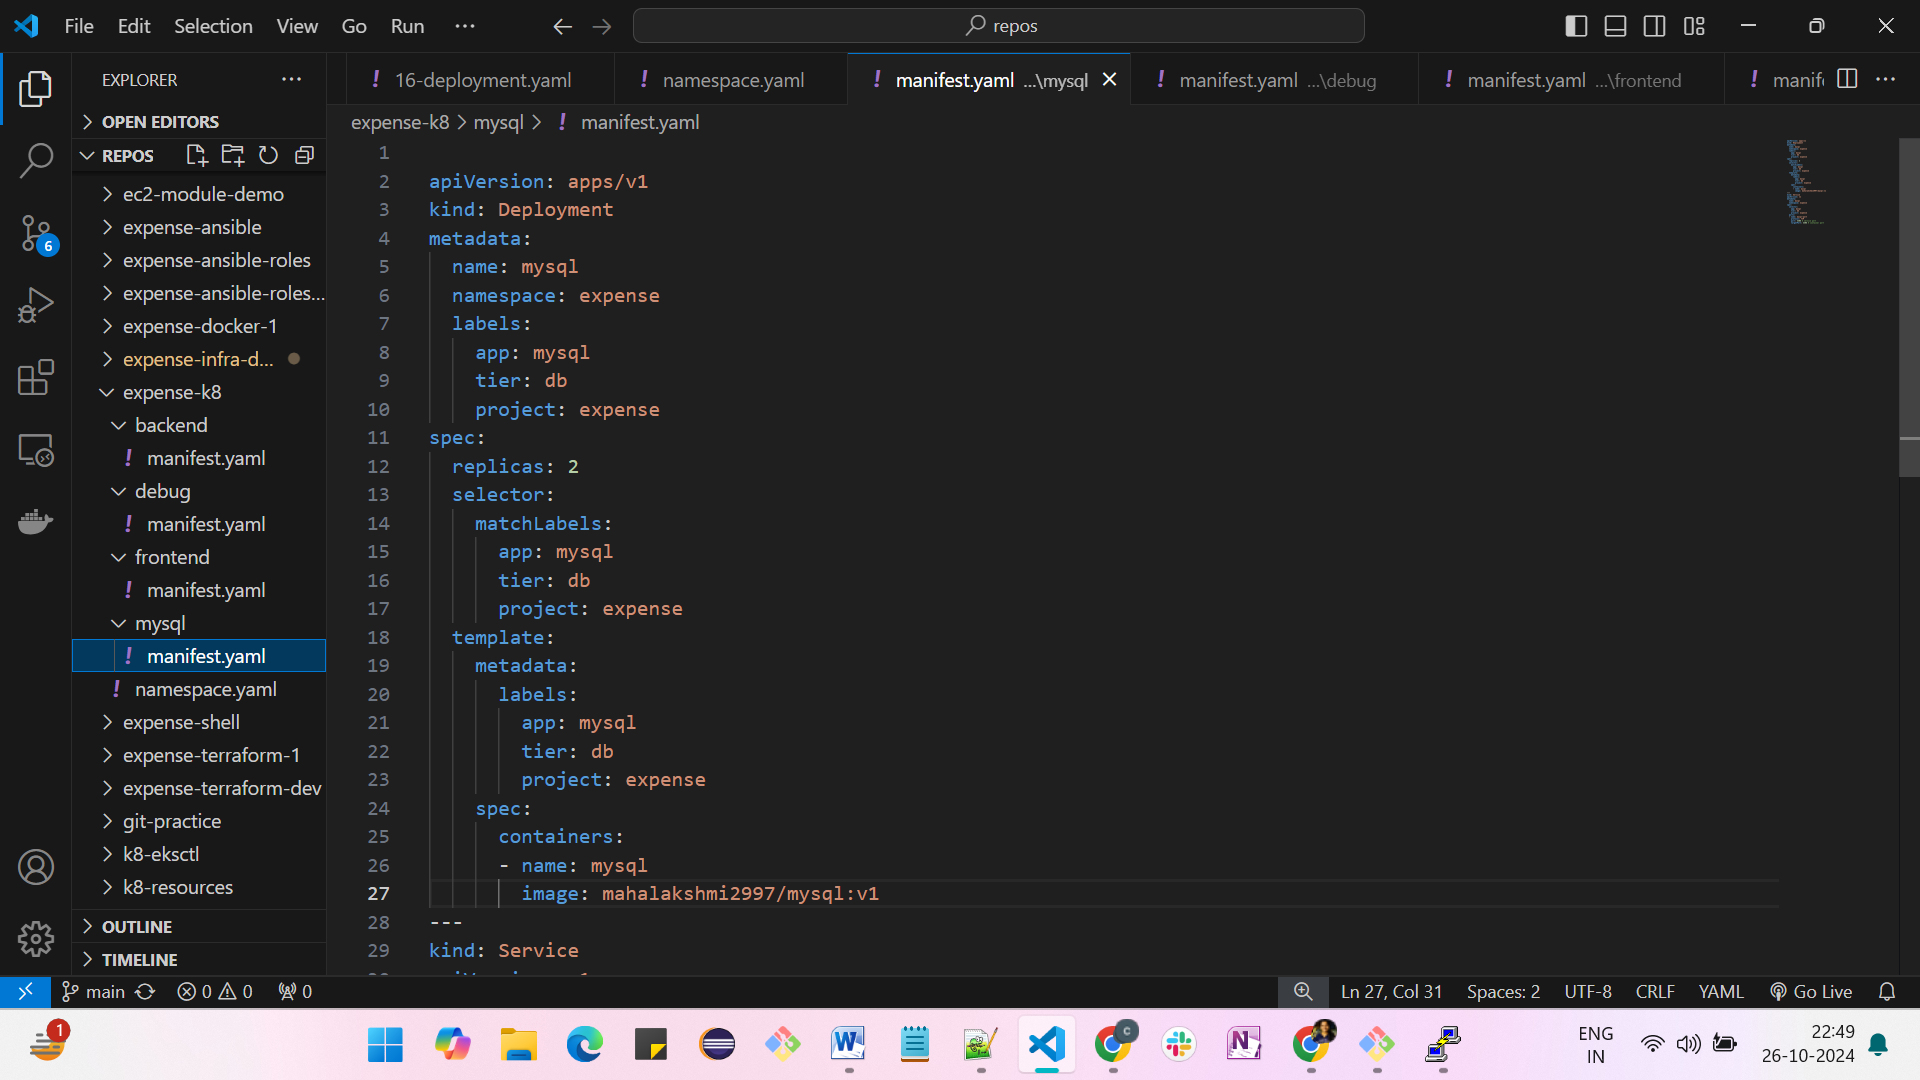 File Edit Selection View Go Run ···
repos
EXPLORER ···
! 16-deployment.yaml
! namespace.yaml
! manifest.yaml ...\mysql
! manifest.yaml ...\debug
! manifest.yaml ...\frontend
! manif
···
expense-k8 > mysql > ! manifest.yaml
OPEN EDITORS
REPOS
ec2-module-demo
expense-ansible
expense-ansible-roles
expense-ansible-roles...
expense-docker-1
expense-infra-d...
expense-k8
backend
! manifest.yaml
debug
! manifest.yaml
frontend
! manifest.yaml
mysql
! manifest.yaml
! namespace.yaml
expense-shell
expense-terraform-1
expense-terraform-dev
git-practice
k8-eksctl
k8-resources
OUTLINE
TIMELINE
6
1
2 apiVersion: apps/v1
3 kind: Deployment
4 metadata:
5 name: mysql
6 namespace: expense
7 labels:
8 app: mysql
9 tier: db
10 project: expense
11 spec:
12 replicas: 2
13 selector:
14 matchLabels:
15 app: mysql
16 tier: db
17 project: expense
18 template:
19 metadata:
20 labels:
21 app: mysql
22 tier: db
23 project: expense
24 spec:
25 containers:
26 - name: mysql
27 image: mahalakshmi2997/mysql:v1
28 ---
29 kind: Service
main 0 0 0
Ln 27, Col 31 Spaces: 2 UTF-8 CRLF YAML Go Live
1
W
C
N
ENG
IN
22:49
26-10-2024